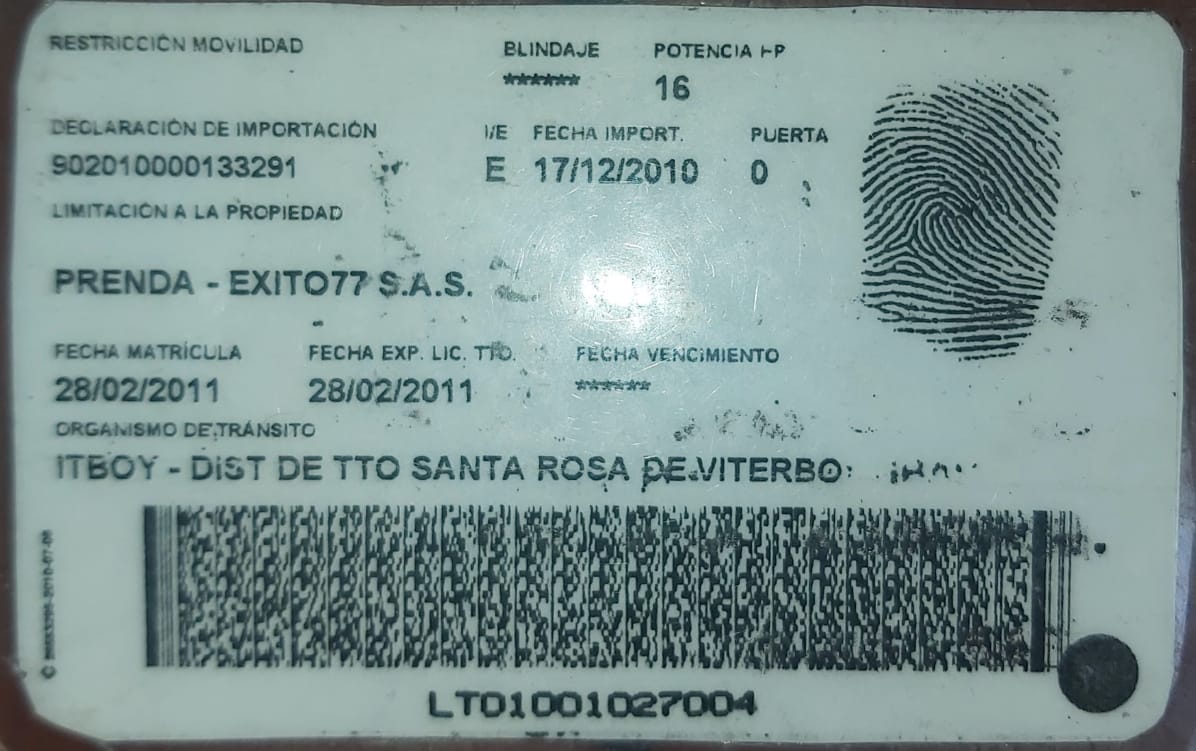 RESTRICCIÓN MOVILIDAD BLINDAJE POTENCIA HP
****** 16
DECLARACIÓN DE IMPORTACIÓN I/E FECHA IMPORT. PUERTA
902010000133291 E 17/12/2010 0
LIMITACIÓN A LA PROPIEDAD
PRENDA - EXITO77 S.A.S.
FECHA MATRÍCULA FECHA EXP. LIC. TTO. FECHA VENCIMIENTO
28/02/2011 28/02/2011 ******
ORGANISMO DE TRÁNSITO
ITBOY - DIST DE TTO SANTA ROSA DE VITERBO
LT01001027004